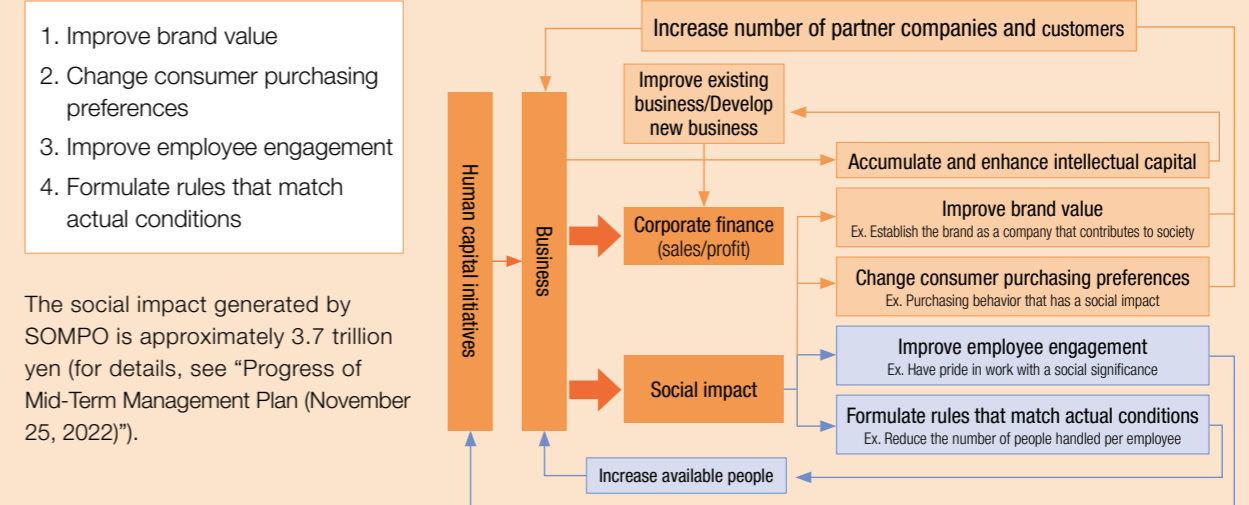 1. Improve brand value
2. Change consumer purchasing
preferences
3. Improve employee engagement
4. Formulate rules that match
actual conditions
The social impact generated by
SOMPO is approximately 3.7 trillion
yen (for details, see “Progress of
Mid-Term Management Plan (November
25, 2022)”).
Increase number of partner companies and customers
Improve existing
business/Develop
new business
Human capital initiatives
Business
Accumulate and enhance intellectual capital
Corporate finance
(sales/profit)
Improve brand value
Ex. Establish the brand as a company that contributes to society
Change consumer purchasing preferences
Ex. Purchasing behavior that has a social impact
Social impact
Improve employee engagement
Ex. Have pride in work with a social significance
Formulate rules that match actual conditions
Ex. Reduce the number of people handled per employee
Increase available people